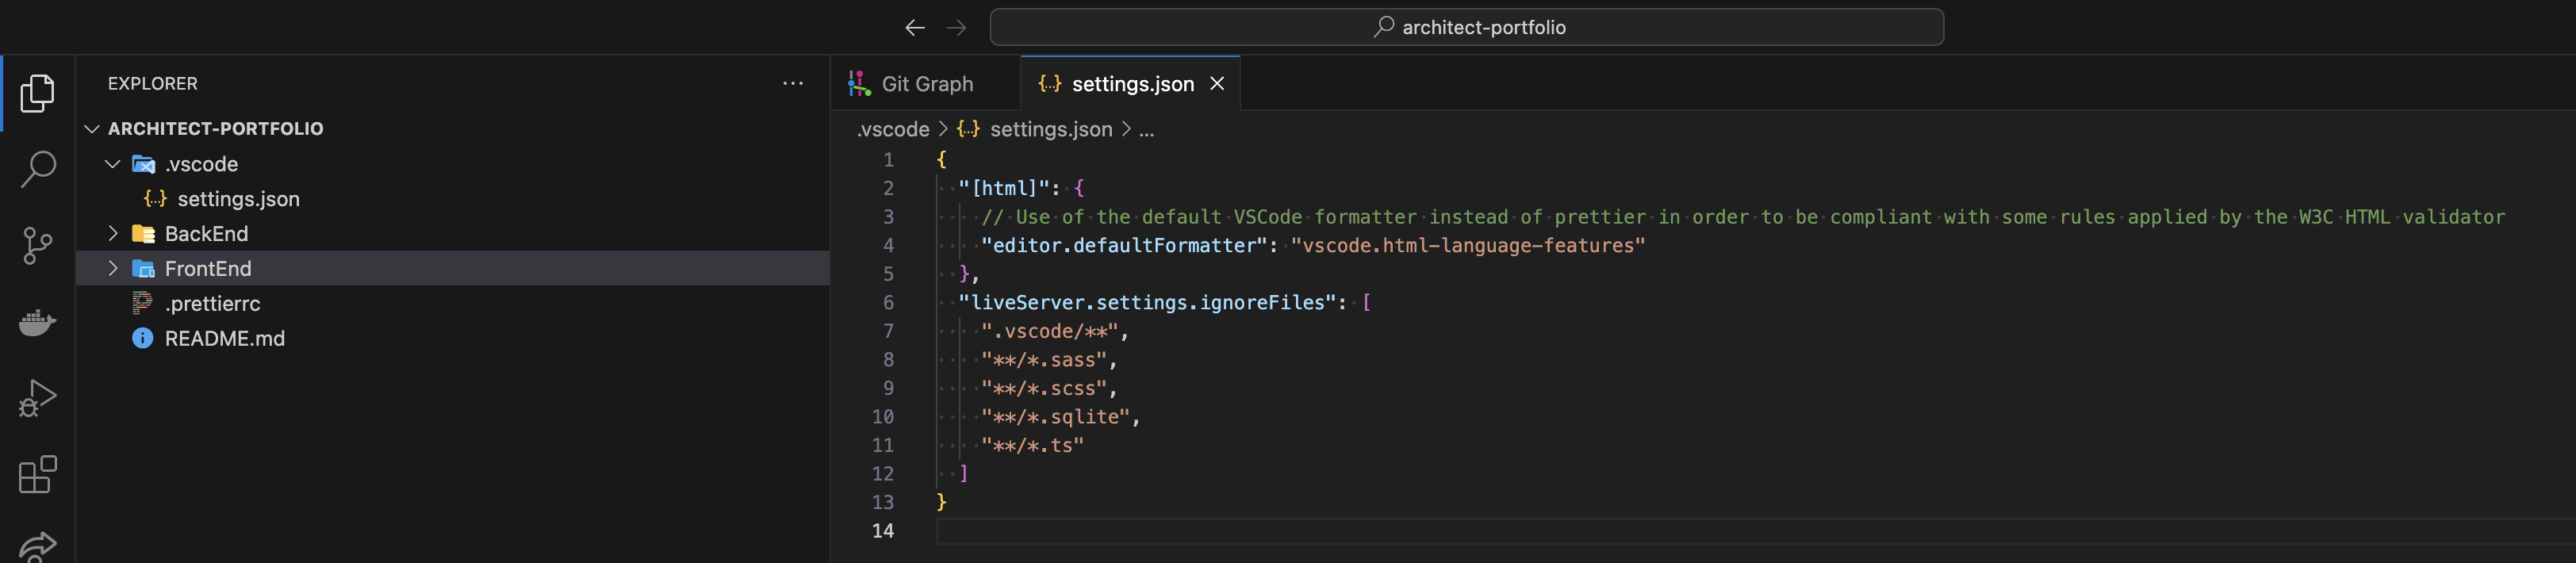 architect-portfolio
EXPLORER
ARCHITECT-PORTFOLIO
.vscode
settings.json
BackEnd
FrontEnd
.prettierrc
README.md
Git Graph
settings.json
.vscode > {...} settings.json > ...
1 {
2 "[html]": {
3 // Use of the default VSCode formatter instead of prettier in order to be compliant with some rules applied by the W3C HTML validator
4 "editor.defaultFormatter": "vscode.html-language-features"
5 },
6 "liveServer.settings.ignoreFiles": [
7 ".vscode/**",
8 "**/*.sass",
9 "**/*.scss",
10 "**/*.sqlite",
11 "**/*.ts"
12 ]
13 }
14